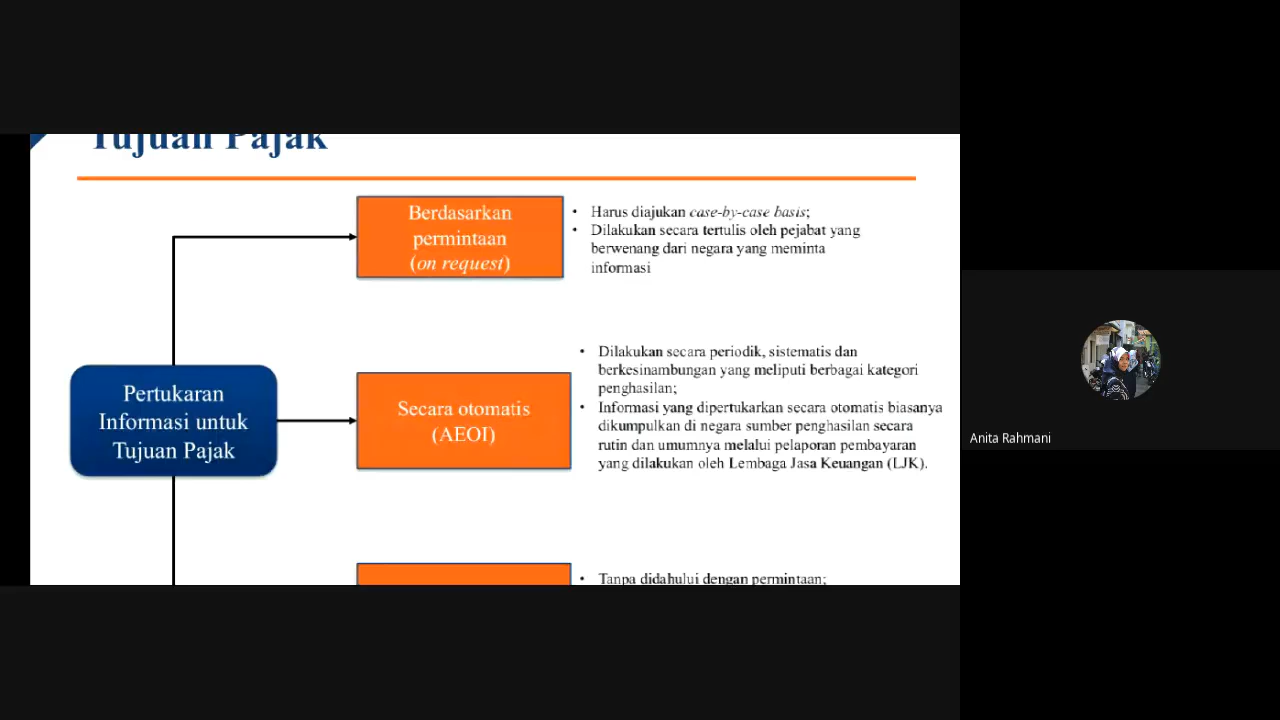 Tujuan Pajak
Berdasarkan
permintaan
(on request)
• Harus diajukan case-by-case basis;
• Dilakukan secara tertulis oleh pejabat yang
berwenang dari negara yang meminta
informasi
Pertukaran
Informasi untuk
Tujuan Pajak
Secara otomatis
(AEOI)
• Dilakukan secara periodik, sistematis dan
berkesinambungan yang meliputi berbagai kategori
penghasilan;
• Informasi yang dipertukarkan secara otomatis biasanya
dikumpulkan di negara sumber penghasilan secara
rutin dan umumnya melalui pelaporan pembayaran
yang dilakukan oleh Lembaga Jasa Keuangan (LJK).
• Tanpa didahului dengan permintaan;
Anita Rahmani